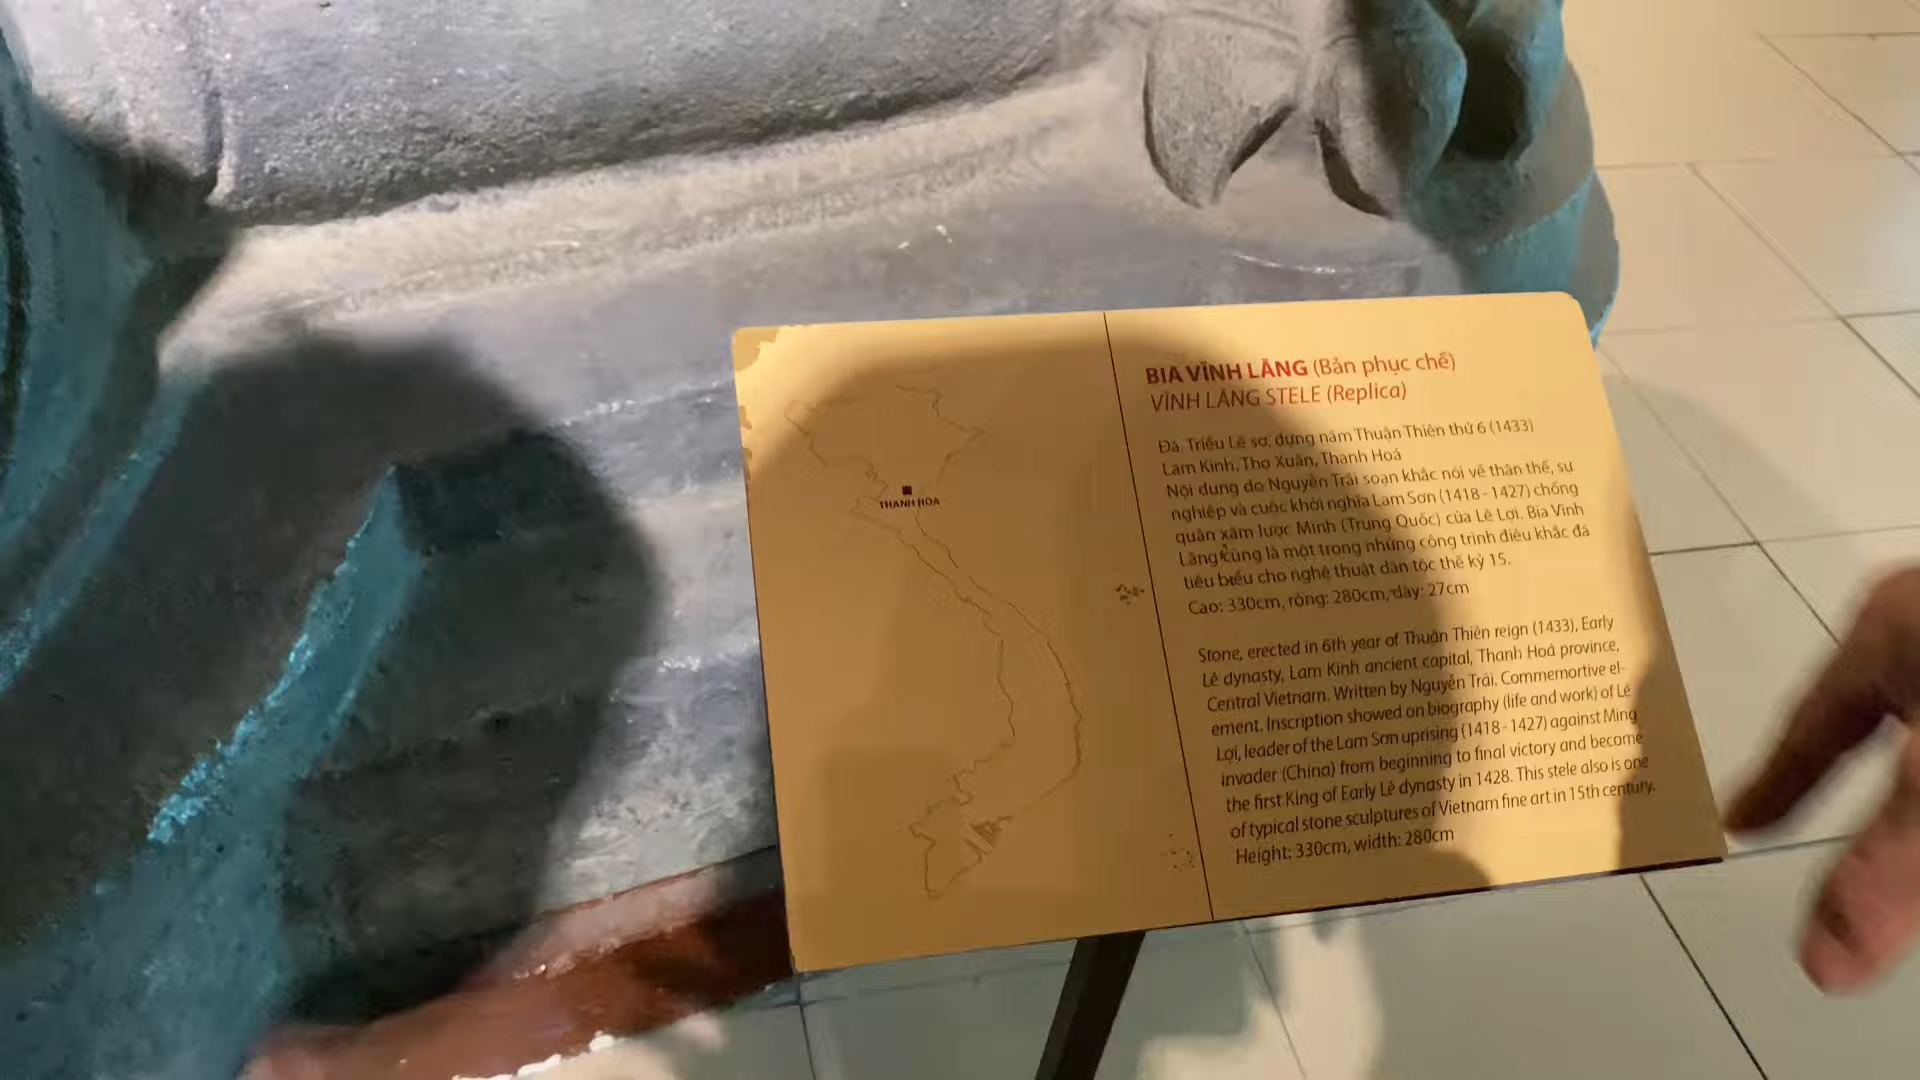 THANH HÓA
BIA VĨNH LĂNG (Bản phục chế)
VĨNH LĂNG STELE (Replica)
Đá. Triều Lê sơ, dựng năm Thuận Thiên thứ 6 (1433)
Lam Kinh, Thọ Xuân, Thanh Hoá
Nội dung do Nguyễn Trãi soạn khắc nói về thân thế, sự
nghiệp và cuộc khởi nghĩa Lam Sơn (1418 - 1427) chống
quân xâm lược Minh (Trung Quốc) của Lê Lợi. Bia Vĩnh
Lăng cũng là một trong những công trình điêu khắc đá
tiêu biểu cho nghệ thuật dân tộc thế kỷ 15.
Cao: 330cm, rộng: 280cm, dày: 27cm
Stone, erected in 6th year of Thuận Thiên reign (1433), Early
Lê dynasty, Lam Kinh ancient capital, Thanh Hoá province,
Central Vietnam. Written by Nguyễn Trãi. Commemortive el-
ement. Inscription showed on biography (life and work) of Lê
Lợi, leader of the Lam Sơn uprising (1418 - 1427) against Ming
invader (China) from beginning to final victory and become
the first King of Early Lê dynasty in 1428. This stele also is one
of typical stone sculptures of Vietnam fine art in 15th century.
Height: 330cm, width: 280cm